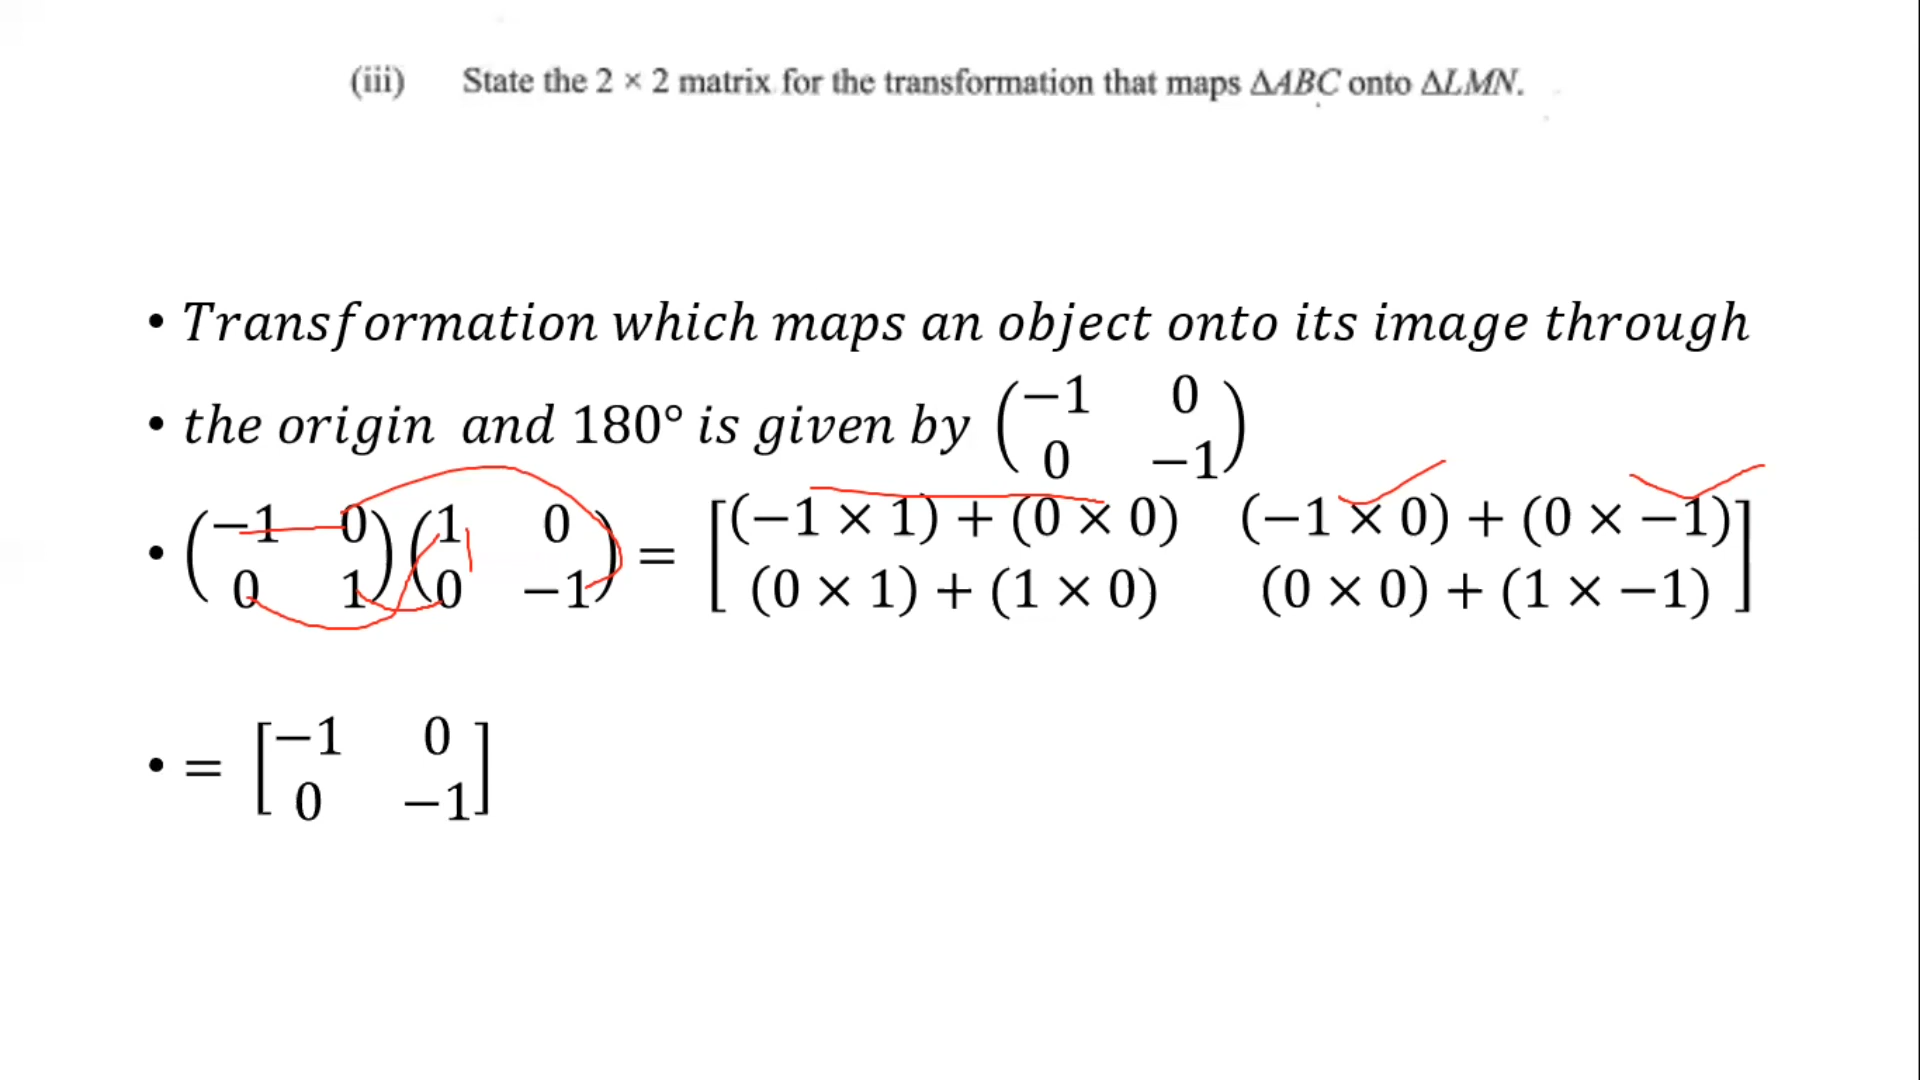 (iii) State the 2 × 2 matrix for the transformation that maps ΔABC onto ΔLMN.
• Transformation which maps an object onto its image through
• the origin and 180° is given by (−1 0
0 −1)
• (−1 0
0 1)(1 0
0 −1) = [(−1 × 1) + (0 × 0) (−1 × 0) + (0 × −1)
(0 × 1) + (1 × 0) (0 × 0) + (1 × −1)]
• = [−1 0
0 −1]